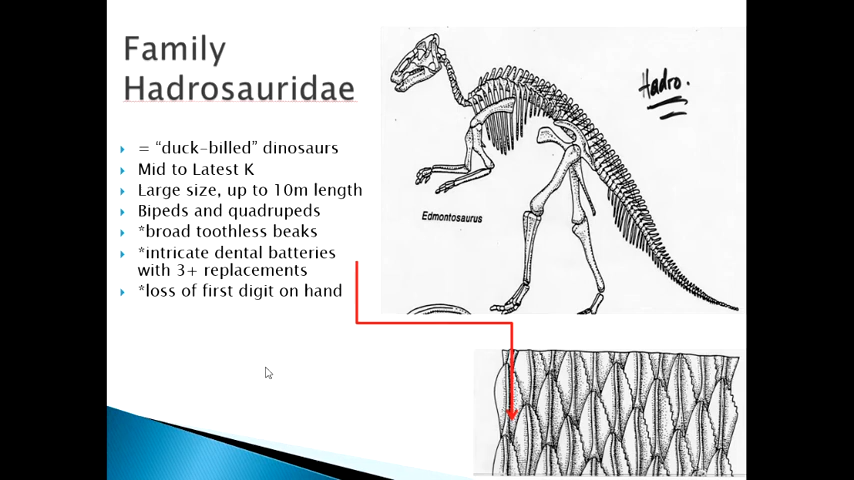 Family
Hadrosauridae
= “duck-billed” dinosaurs
Mid to Latest K
Large size, up to 10m length
Bipeds and quadrupeds
*broad toothless beaks
*intricate dental batteries
with 3+ replacements
*loss of first digit on hand
Hadro.
Edmontosaurus